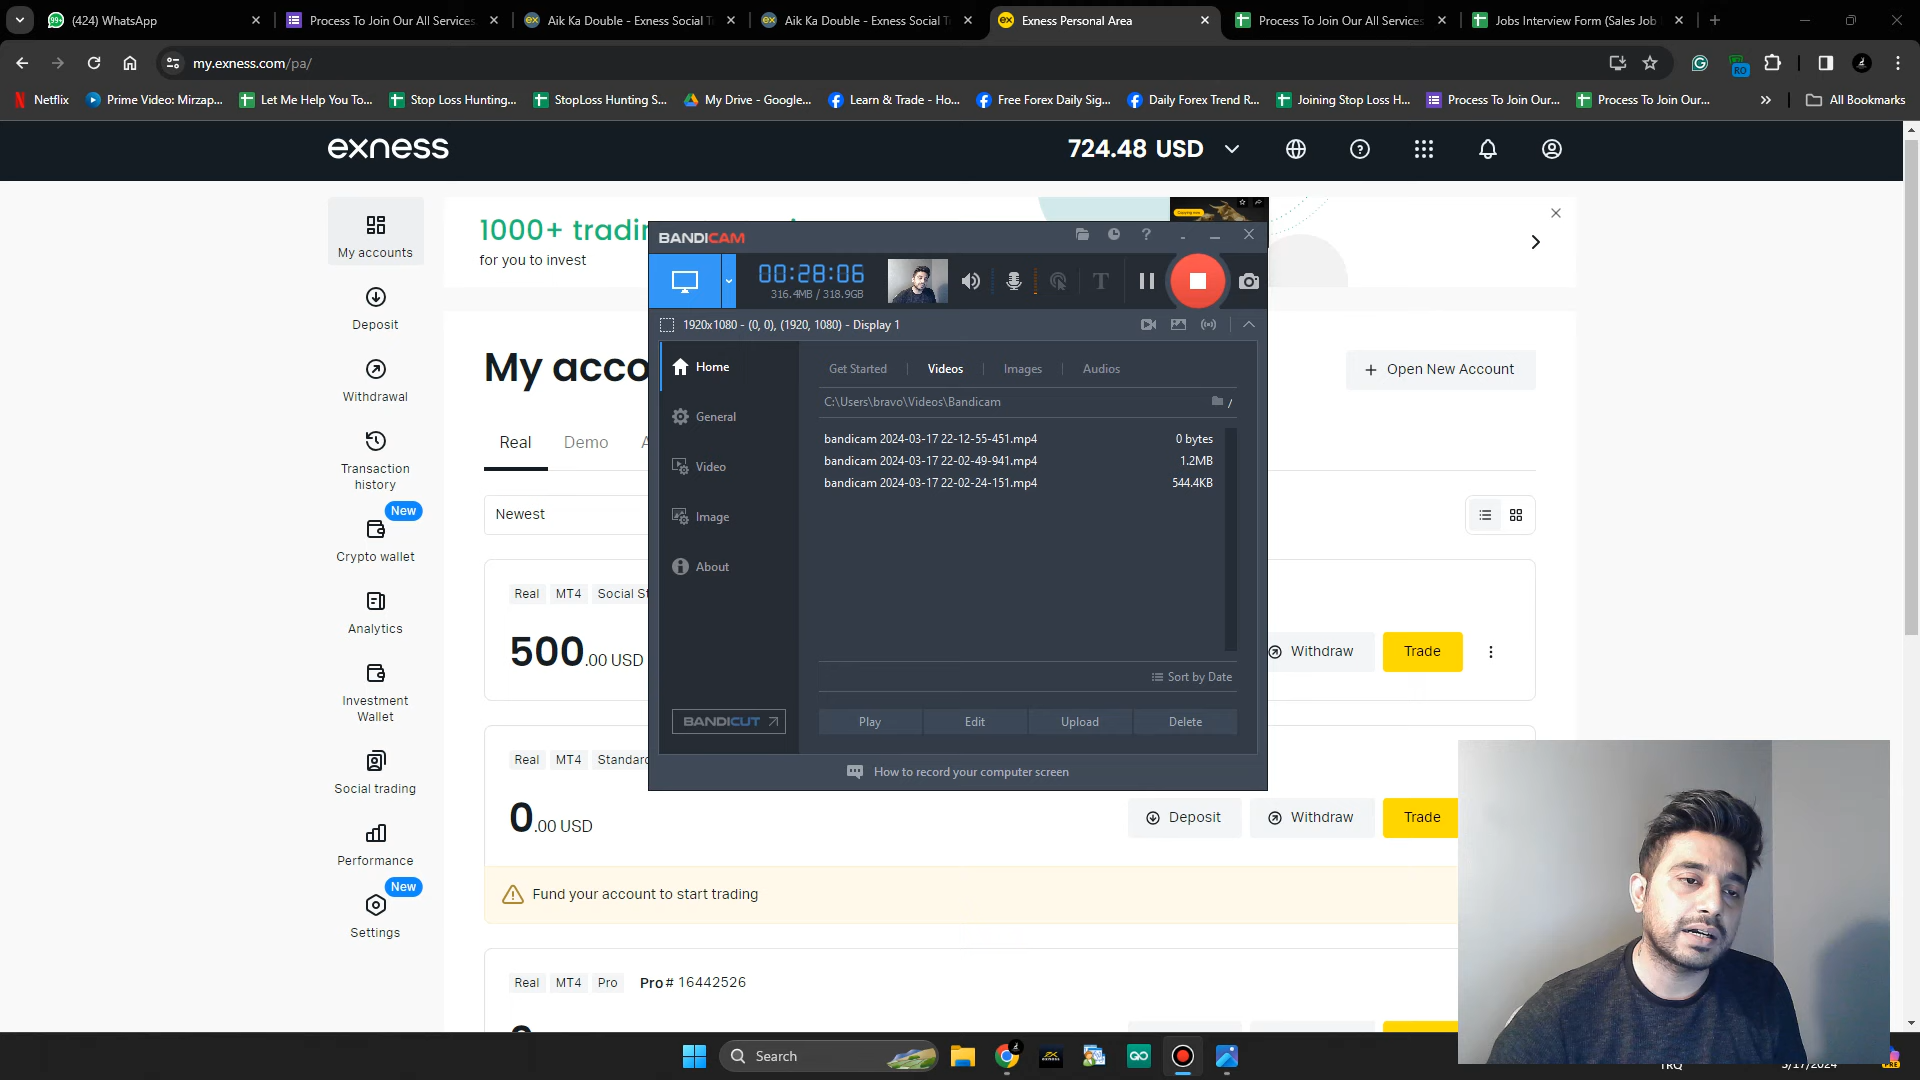 (424) WhatsApp
Process To Join Our All Services
Aik Ka Double - Exness Social T
Aik Ka Double - Exness Social T
Exness Personal Area
Process To Join Our All Services
Jobs Interview Form (Sales Job
my.exness.com/pa/
Netflix
Prime Video: Mirzap...
Let Me Help You To...
Stop Loss Hunting...
StopLoss Hunting S...
My Drive - Google...
Learn & Trade - Ho...
Free Forex Daily Sig...
Daily Forex Trend R...
Joining Stop Loss H...
Process To Join Our...
Process To Join Our...
All Bookmarks
exness
724.48 USD
My accounts
Deposit
Withdrawal
Transaction
history
New
Crypto wallet
Analytics
Investment
Wallet
Social trading
Performance
New
Settings
1000+ tradi
for you to invest
My acco
Open New Account
Real
Demo
Newest
Real
MT4
Social St
500.00 USD
Withdraw
Trade
Real
MT4
Standard
0.00 USD
Deposit
Withdraw
Trade
Fund your account to start trading
Real
MT4
Pro
Pro # 16442526
BANDICAM
00:28:06
316.4MB / 318.9GB
1920x1080 - (0, 0), (1920, 1080) - Display 1
Home
General
Video
Image
About
BANDICUT
Get Started
Videos
Images
Audios
C:\Users\bravo\Videos\Bandicam
bandicam 2024-03-17 22-12-55-451.mp4
0 bytes
bandicam 2024-03-17 22-02-49-941.mp4
1.2MB
bandicam 2024-03-17 22-02-24-151.mp4
544.4KB
Sort by Date
Play
Edit
Upload
Delete
How to record your computer screen
Search